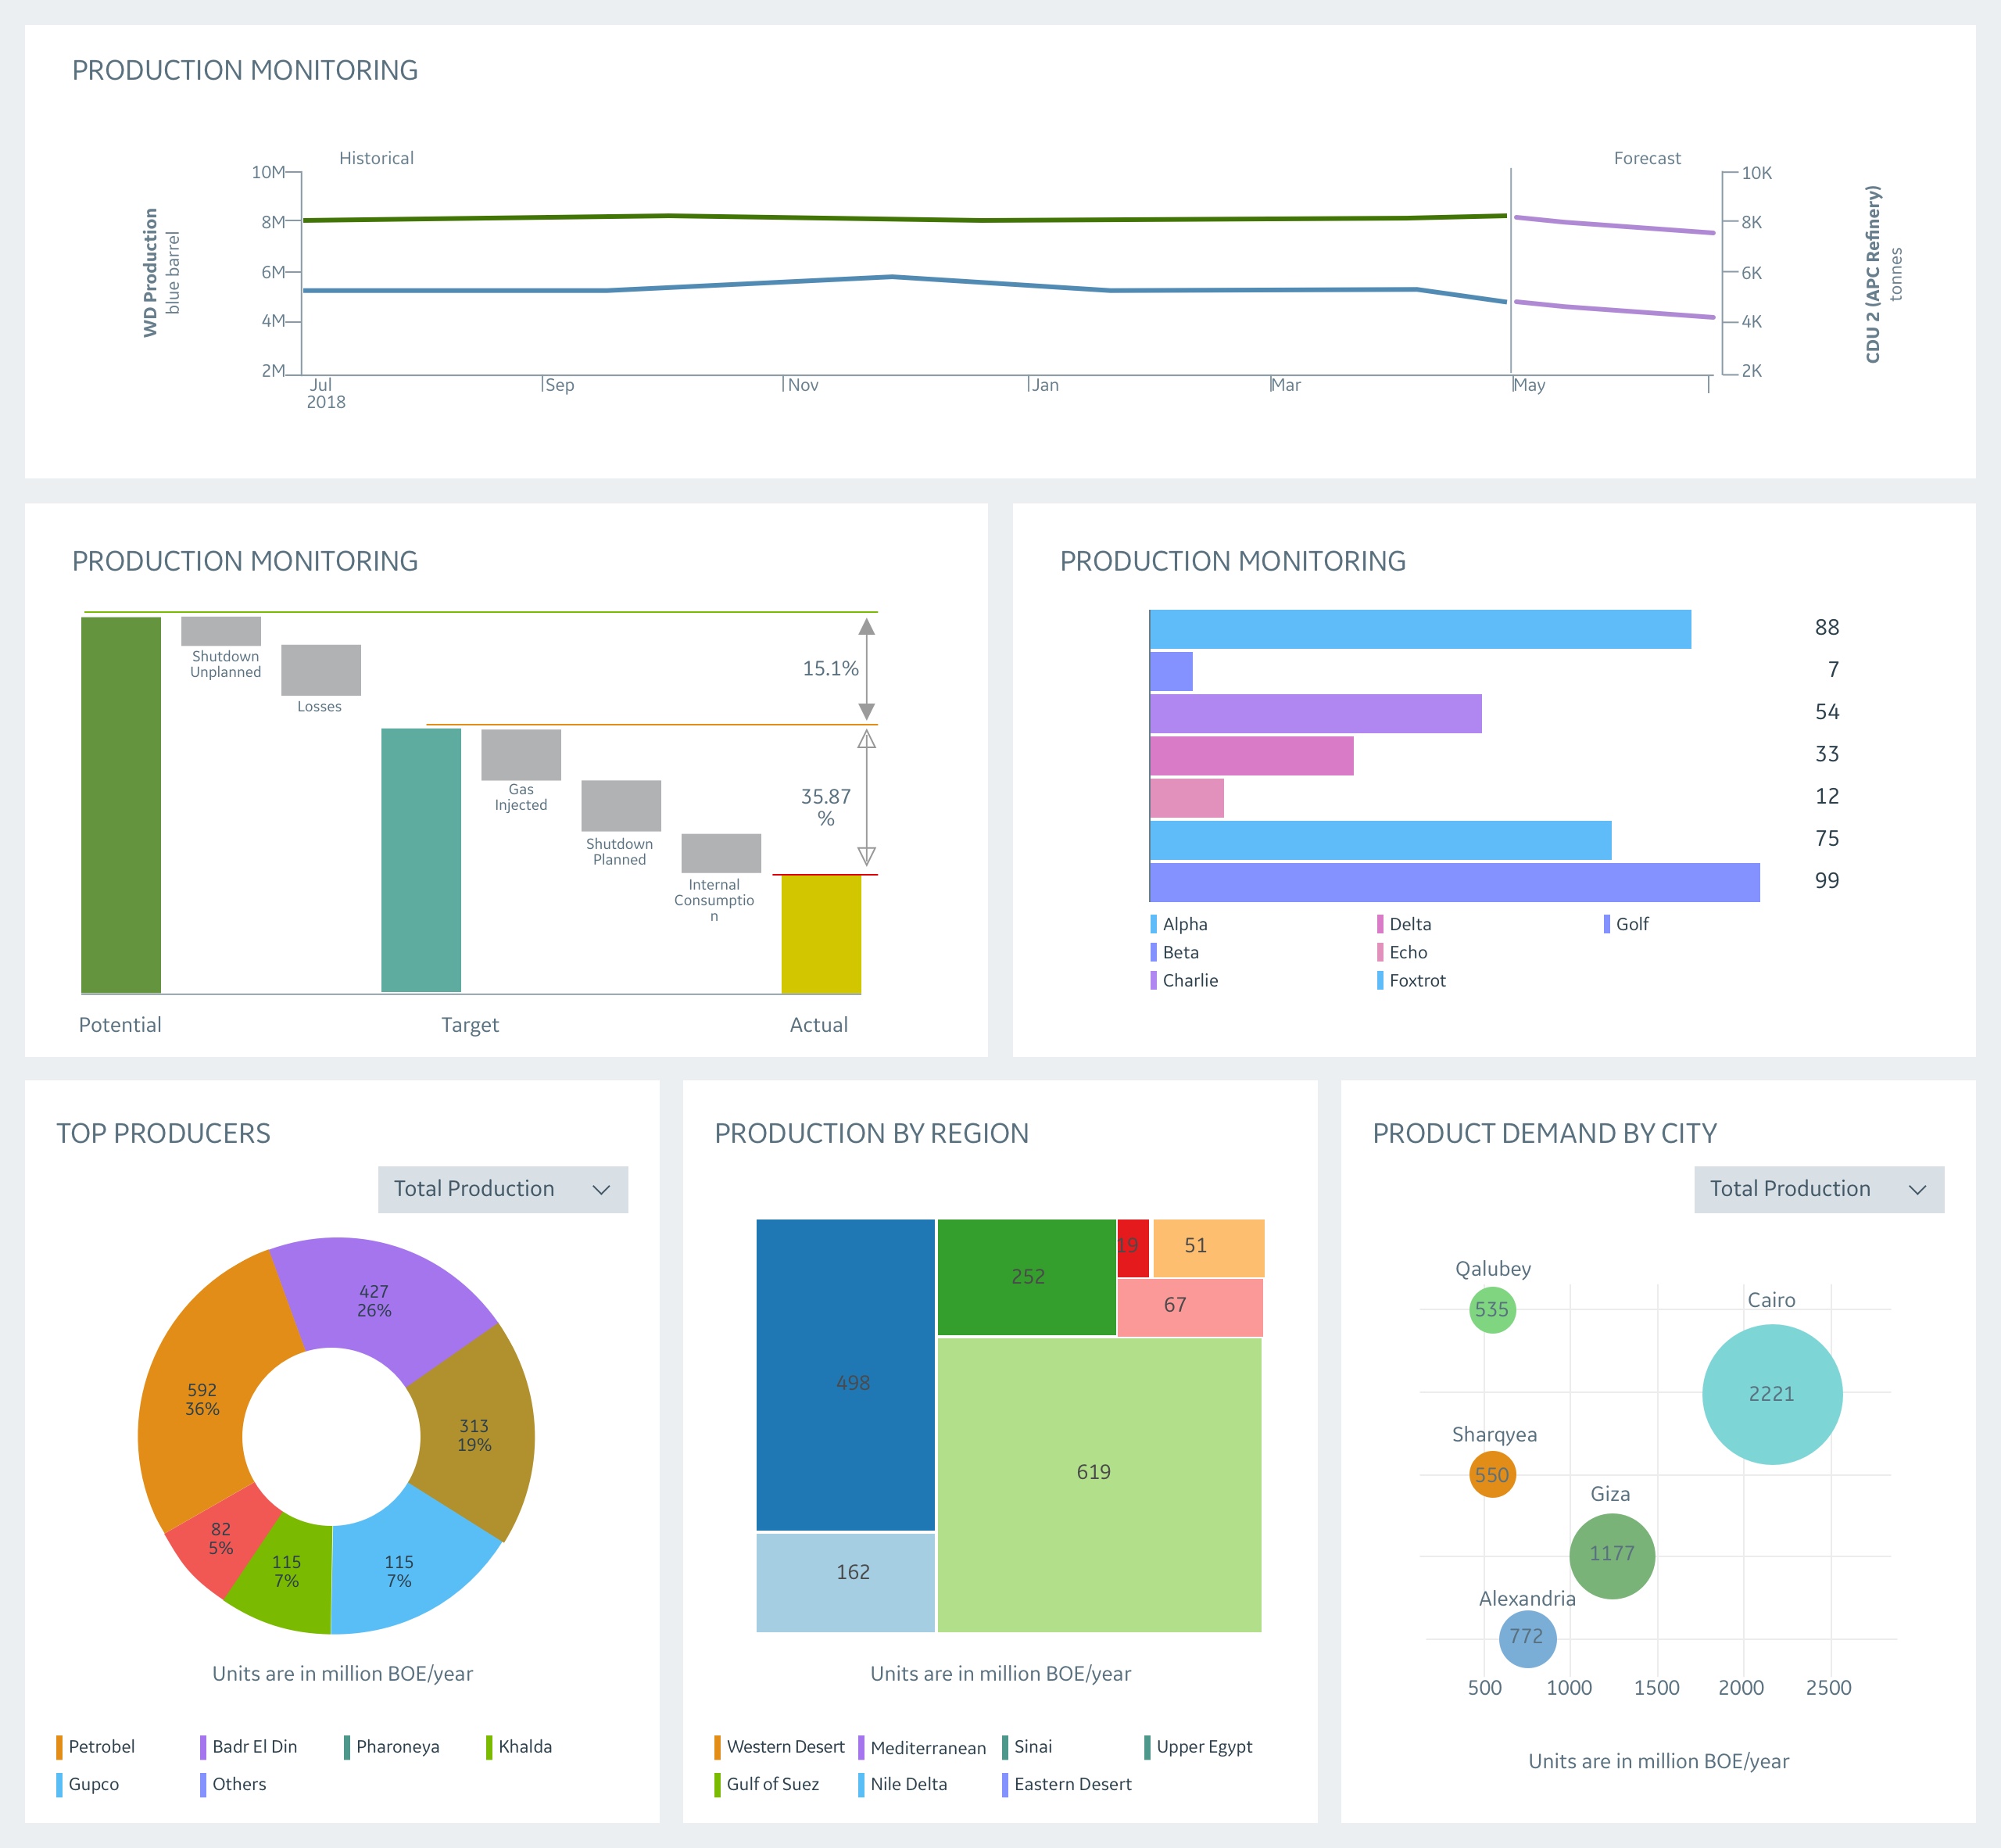 PRODUCTION MONITORING
Historical
Forecast
10M
8M
6M
4M
2M
WD Production
blue barrel
10K
8K
6K
4K
2K
CDU 2 (APC Refinery)
tonnes
Jul
2018
Sep
Nov
Jan
Mar
May
PRODUCTION MONITORING
Shutdown
Unplanned
Losses
15.1%
Gas
Injected
Shutdown
Planned
35.87
%
Internal
Consumptio
n
Potential
Target
Actual
PRODUCTION MONITORING
88
7
54
33
12
75
99
Alpha
Delta
Golf
Beta
Echo
Charlie
Foxtrot
TOP PRODUCERS
Total Production
427
26%
592
36%
313
19%
82
5%
115
7%
115
7%
Units are in million BOE/year
Petrobel
Badr El Din
Pharoneya
Khalda
Gupco
Others
PRODUCTION BY REGION
19
51
252
67
498
619
162
Units are in million BOE/year
Western Desert
Mediterranean
Sinai
Upper Egypt
Gulf of Suez
Nile Delta
Eastern Desert
PRODUCT DEMAND BY CITY
Total Production
Qalubey
535
Cairo
2221
Sharqyea
550
Giza
1177
Alexandria
772
500
1000
1500
2000
2500
Units are in million BOE/year